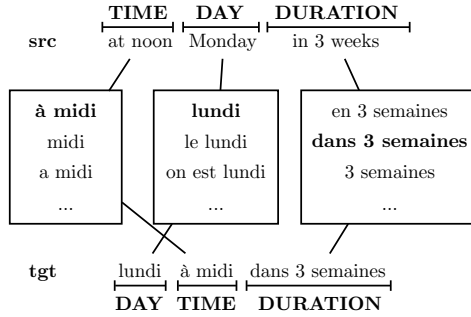 TIME DAY DURATION
src at noon Monday in 3 weeks
à midi lundi en 3 semaines
midi le lundi dans 3 semaines
a midi on est lundi 3 semaines
... ... ...
tgt lundi à midi dans 3 semaines
DAY TIME DURATION